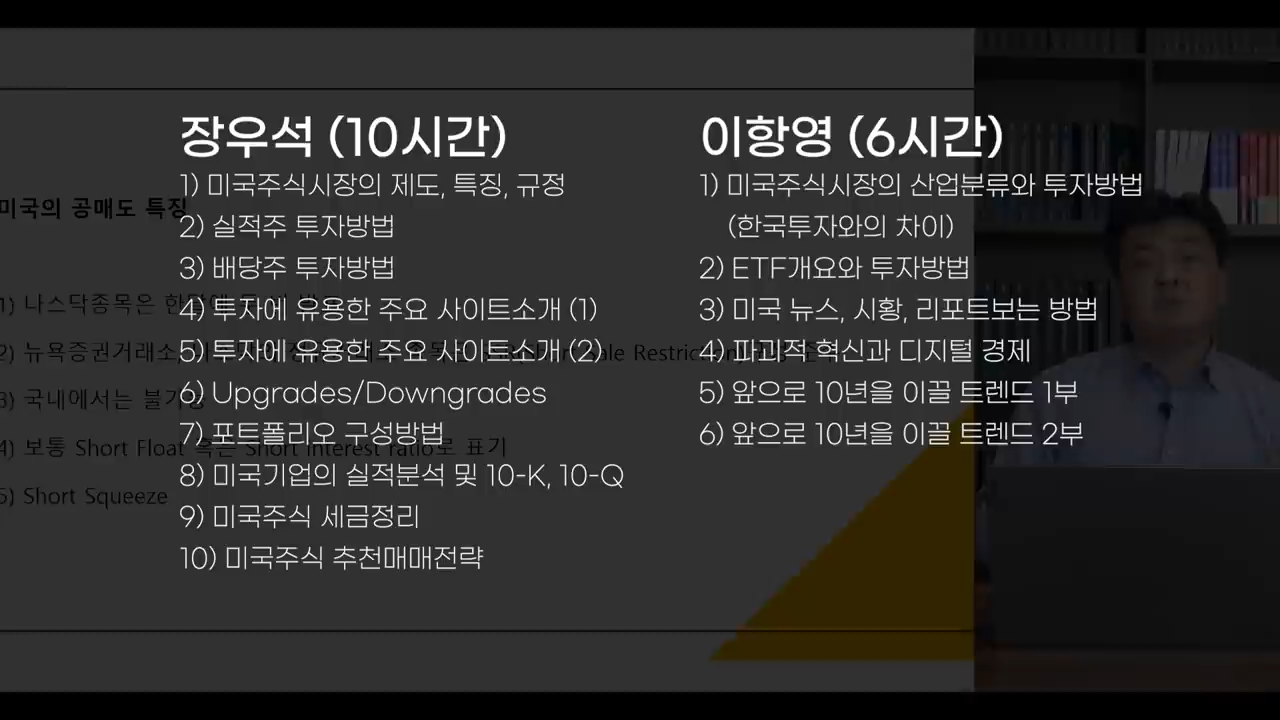 장우석 (10시간)
1) 미국주식시장의 제도, 특징, 규정
2) 실적주 투자방법
3) 배당주 투자방법
4) 투자에 유용한 주요 사이트소개 (1)
5) 투자에 유용한 주요 사이트소개 (2)
6) Upgrades/Downgrades
7) 포트폴리오 구성방법
8) 미국기업의 실적분석 및 10-K, 10-Q
9) 미국주식 세금정리
10) 미국주식 추천매매전략
이항영 (6시간)
1) 미국주식시장의 산업분류와 투자방법
(한국투자와의 차이)
2) ETF개요와 투자방법
3) 미국 뉴스, 시황, 리포트보는 방법
4) 파괴적 혁신과 디지털 경제
5) 앞으로 10년을 이끌 트렌드 1부
6) 앞으로 10년을 이끌 트렌드 2부
미국의 공매도 특징
1) 나스닥종목은
2) 뉴욕증권거래소, Sale Restriction
3) 국내에서는 불가능
4) 보통 Short Float 혹은 Short Interest ratio로 표기
5) Short Squeeze